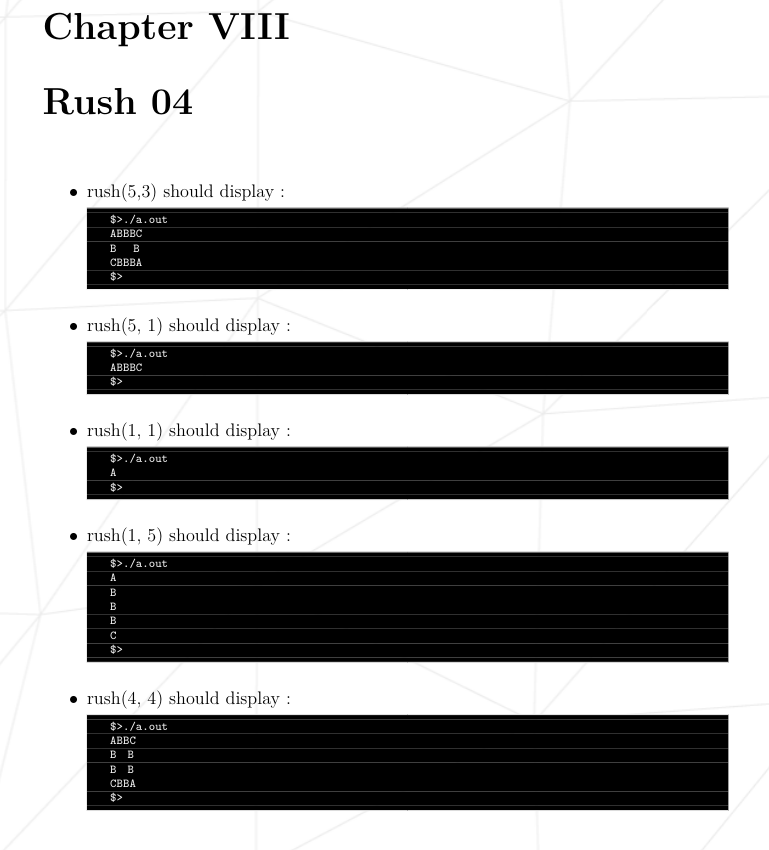 Chapter VIII
Rush 04
• rush(5,3) should display :
$>./a.out
ABBBC
B   B
CBBBA
$>
• rush(5, 1) should display :
$>./a.out
ABBBC
$>
• rush(1, 1) should display :
$>./a.out
A
$>
• rush(1, 5) should display :
$>./a.out
A
B
B
B
C
$>
• rush(4, 4) should display :
$>./a.out
ABBC
B  B
B  B
CBBA
$>